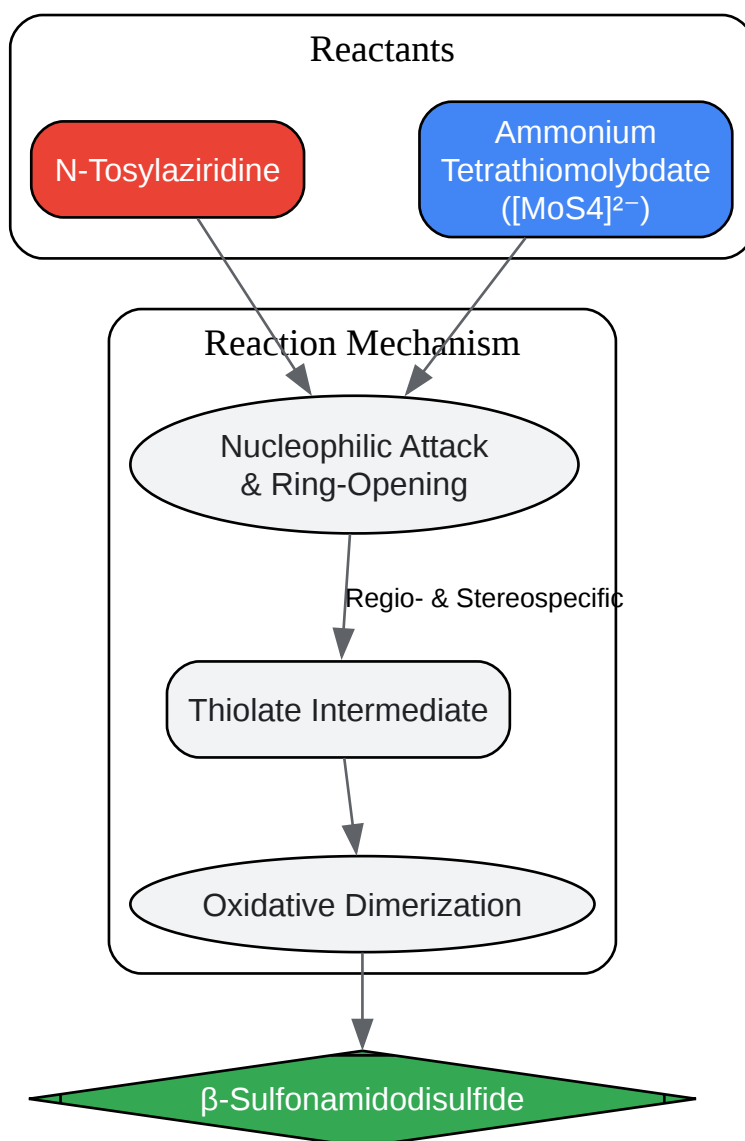 Reactants
N-Tosylaziridine
Ammonium
Tetrathiomolybdate
([MoS4]²⁻)
Reaction Mechanism
Nucleophilic Attack
& Ring-Opening
Regio- & Stereospecific
Thiolate Intermediate
Oxidative Dimerization
β-Sulfonamidodisulfide